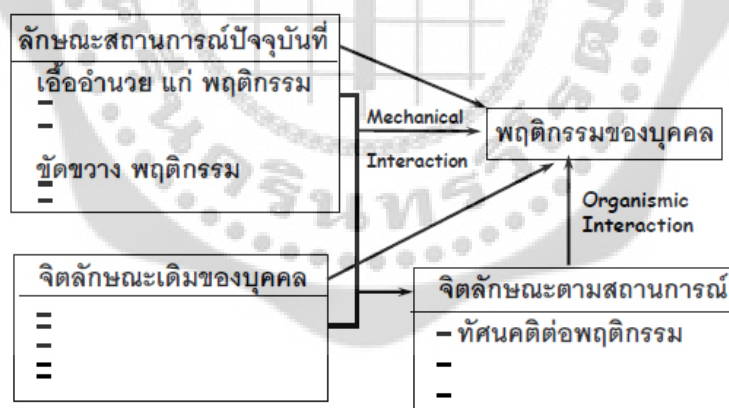 ลักษณะสถานการณ์ปัจจุบันที่
เอื้ออำนวย แก่ พฤติกรรม
–
–
ขัดขวาง พฤติกรรม
–
–
Mechanical
Interaction
พฤติกรรมของบุคคล
Organismic
Interaction
จิตลักษณะเดิมของบุคคล
–
–
–
–
–
จิตลักษณะตามสถานการณ์
– ทัศนคติต่อพฤติกรรม
–
–